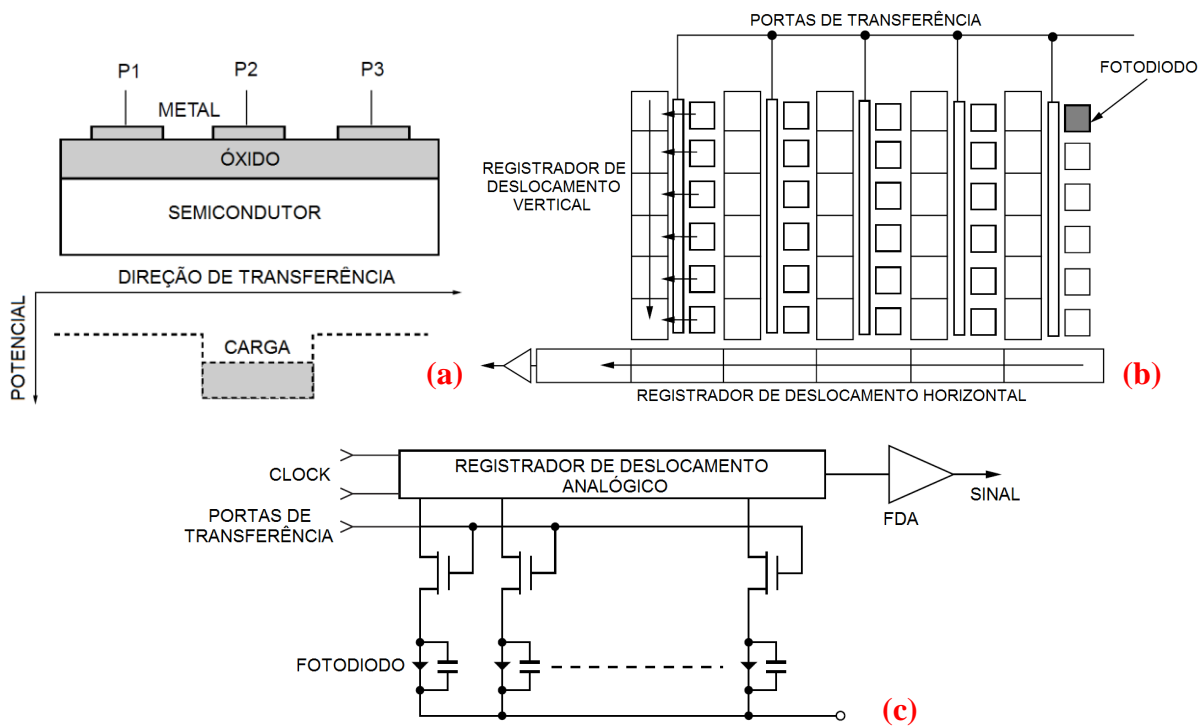 P1 P2 P3
METAL
ÓXIDO
SEMICONDUTOR
DIREÇÃO DE TRANSFERÊNCIA
POTENCIAL
CARGA
(a)
PORTAS DE TRANSFERÊNCIA
FOTODIODO
REGISTRADOR DE
DESLOCAMENTO
VERTICAL
REGISTRADOR DE DESLOCAMENTO HORIZONTAL
(b)
CLOCK
PORTAS DE
TRANSFERÊNCIA
REGISTRADOR DE DESLOCAMENTO
ANALÓGICO
FDA
SINAL
FOTODIODO
(c)